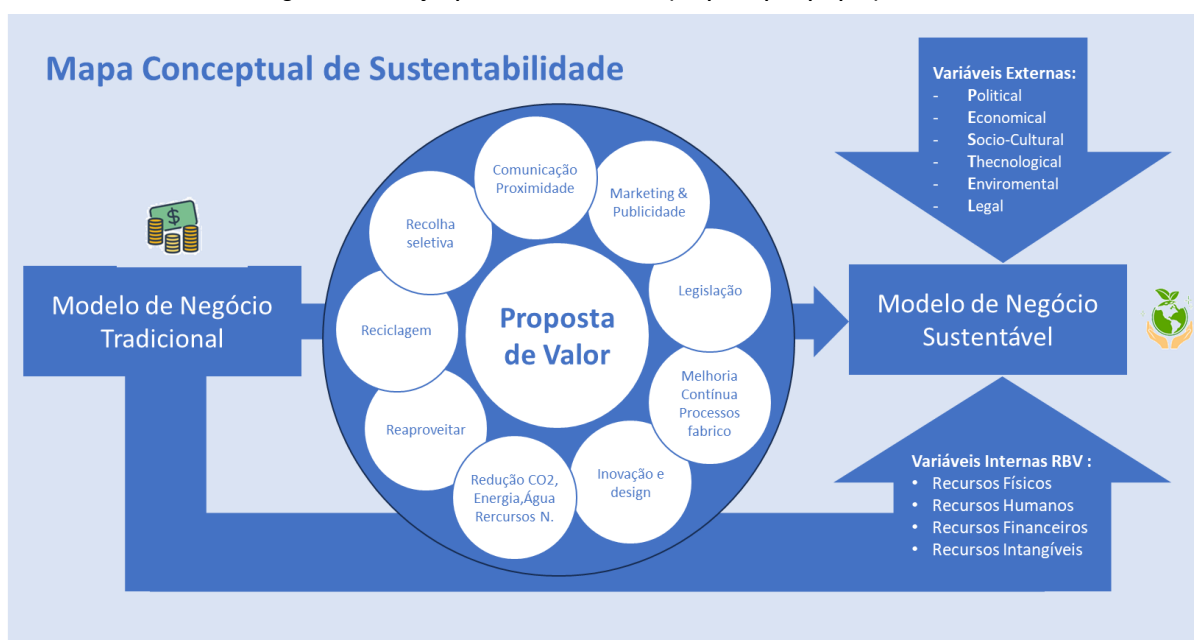 Mapa Conceptual de Sustentabilidade
Variáveis Externas:
- Political
- Economical
- Socio-Cultural
- Thecnological
- Enviromental
- Legal
Modelo de Negócio
Tradicional
Comunicação
Proximidade
Marketing &
Publicidade
Legislação
Melhoria
Contínua
Processos
fabrico
Inovação e
design
Redução CO2,
Energia,Água
Rercursos N.
Reaproveitar
Reciclagem
Recolha
seletiva
Proposta
de Valor
Modelo de Negócio
Sustentável
Variáveis Internas RBV :
• Recursos Físicos
• Recursos Humanos
• Recursos Financeiros
• Recursos Intangíveis